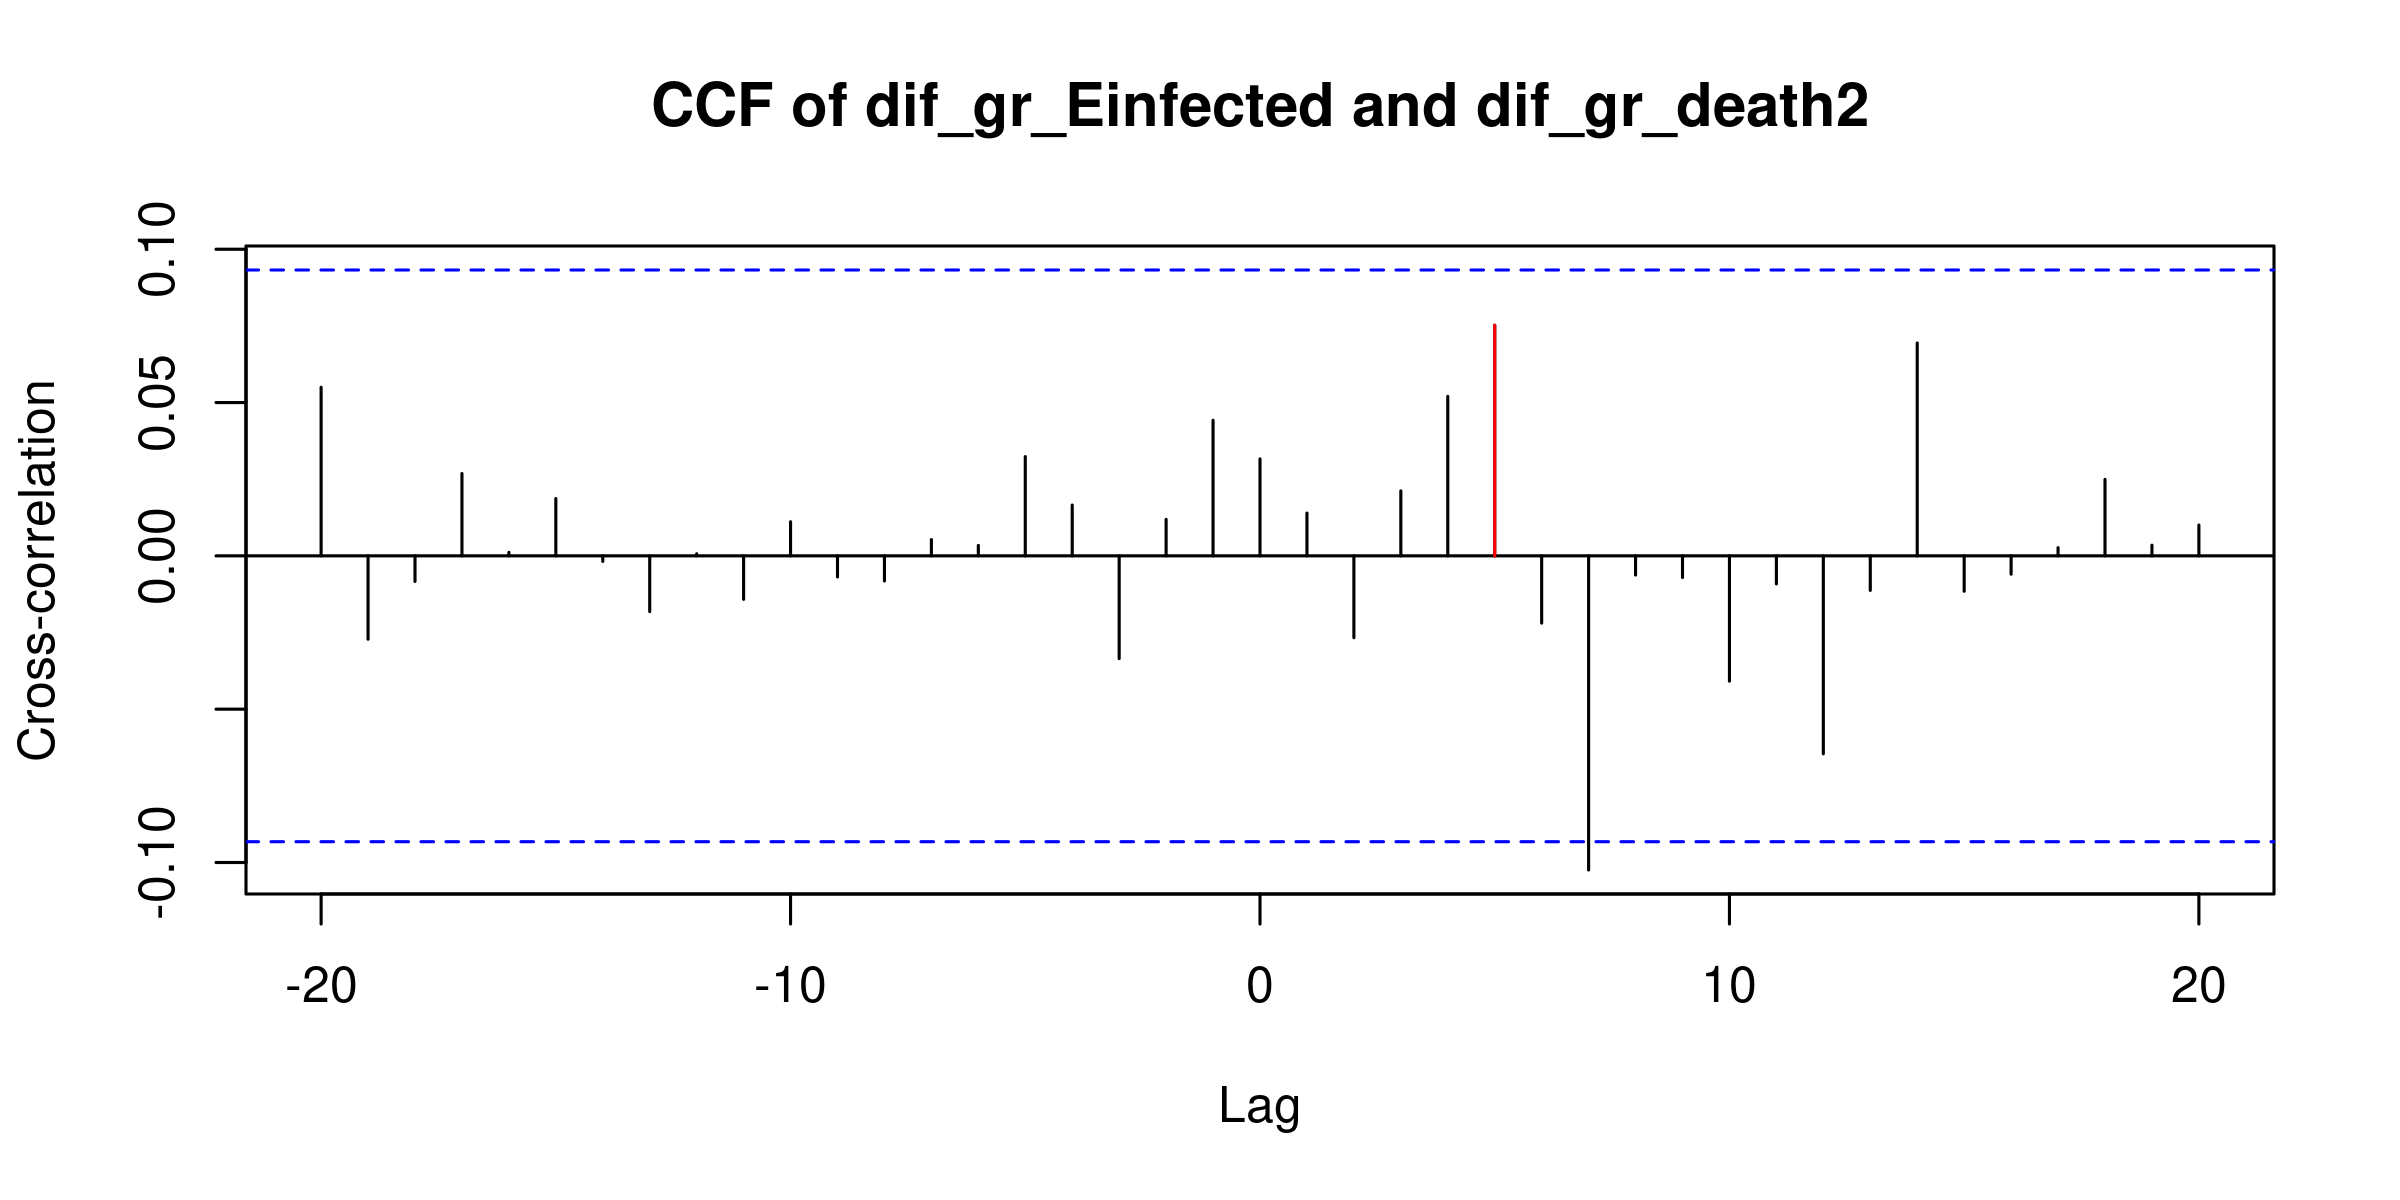 CCF of dif_gr_Einfected and dif_gr_death2
Cross-correlation
0.10
0.05
0.00
-0.10
-20 -10 0 10 20
Lag